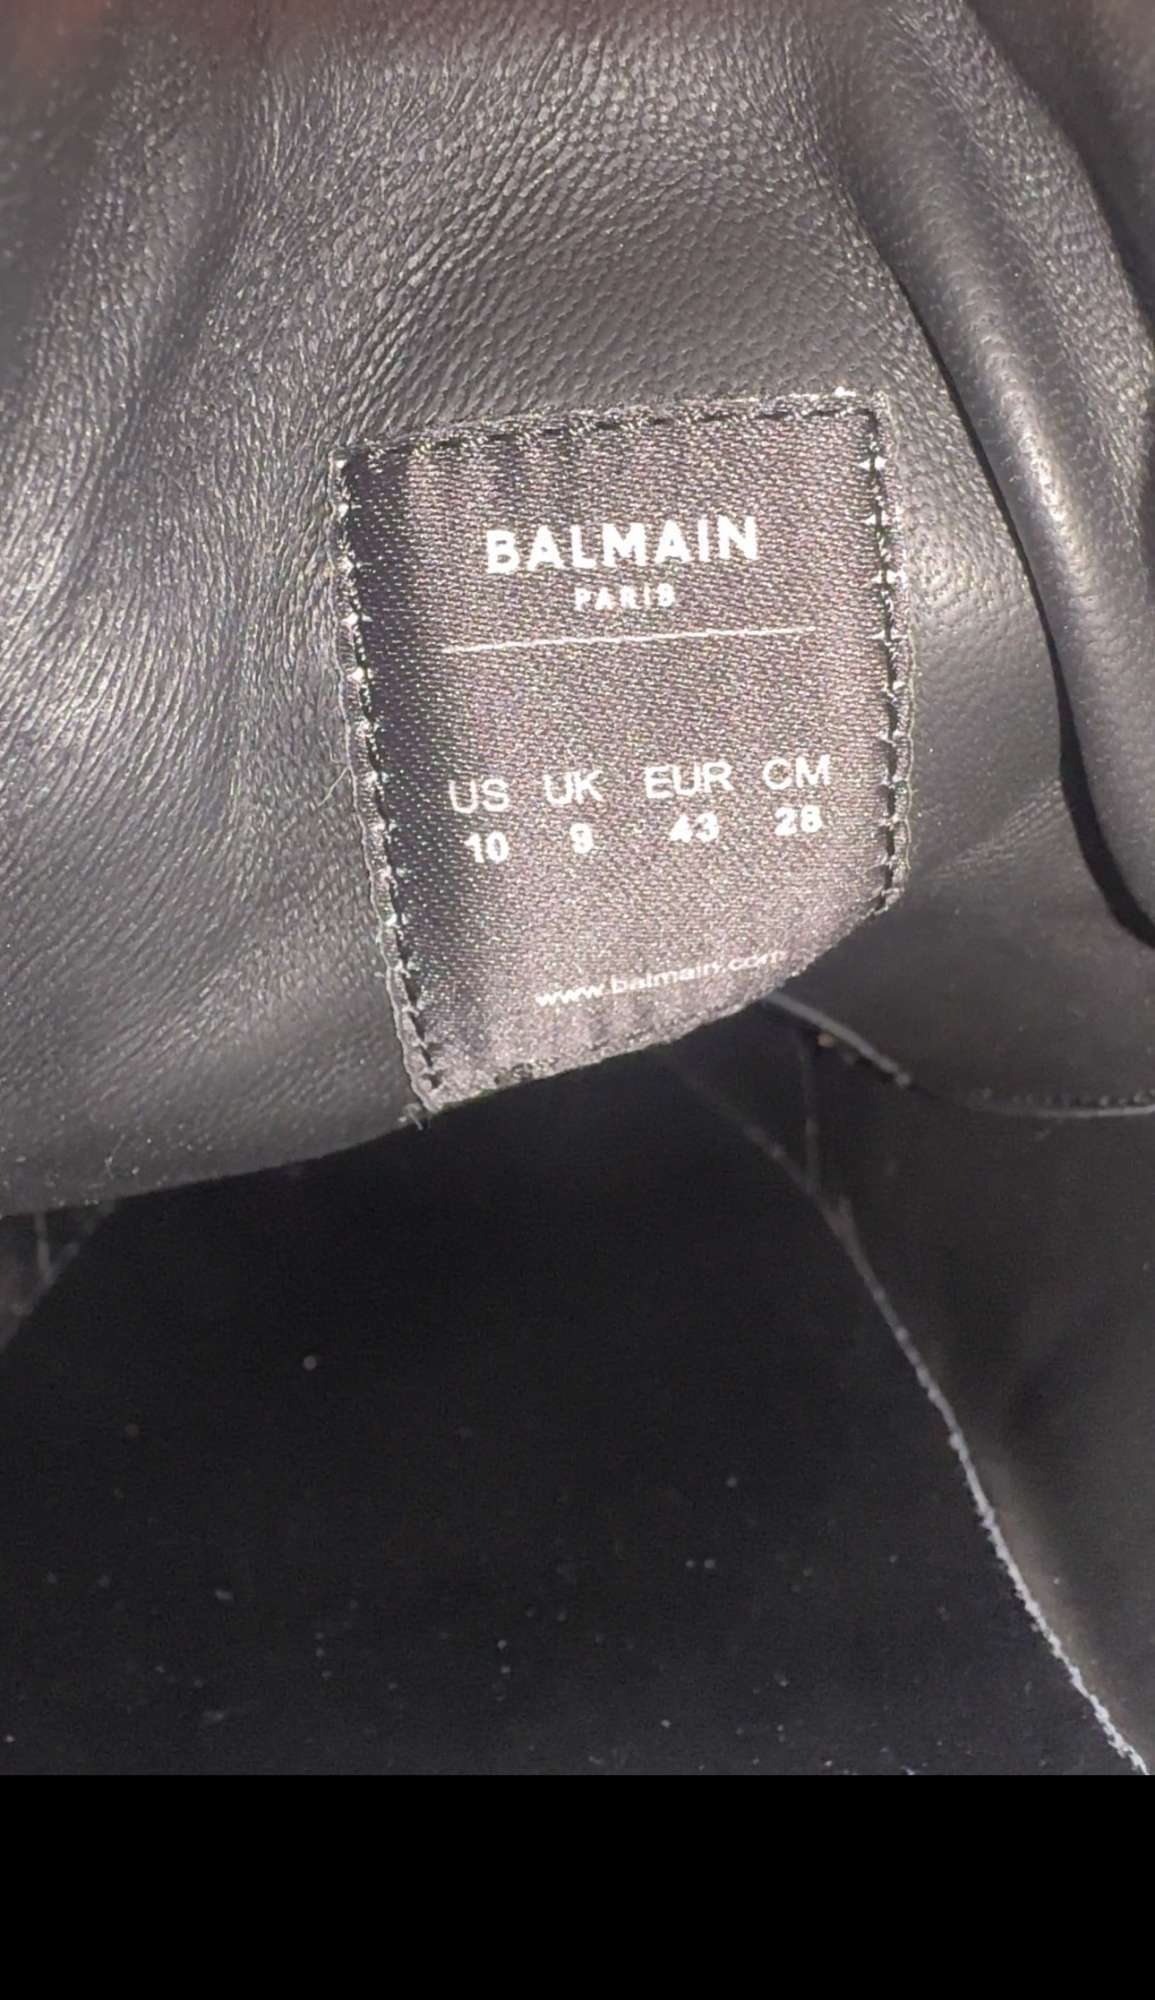 BALMAIN
PARIS
US UK EUR CM
10 9 43 28
www.balmain.com